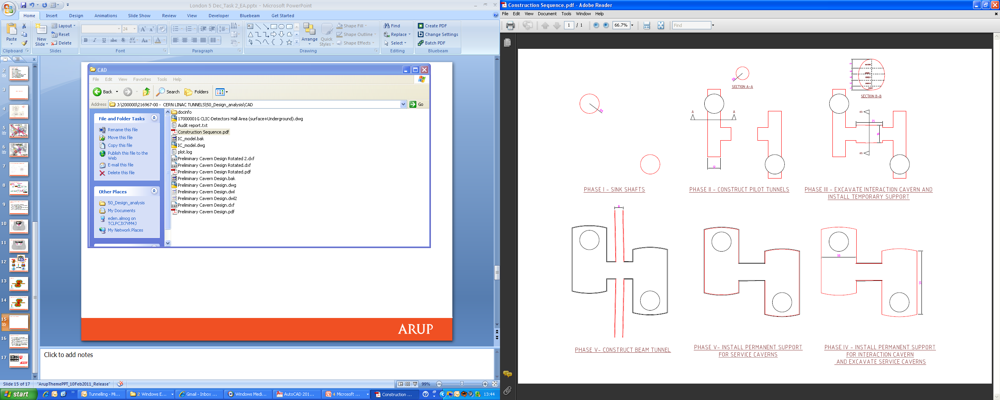 London 5 Dec_Task 2_EA.pptx - Microsoft PowerPoint
Home Insert Design Animations Slide Show Review View Developer Bluebeam Get Started
Paste
Clipboard
New Slide
Layout
Reset
Delete
Slides
24
B I U abc S AV Aa A
Font
Paragraph
Arrange
Quick Styles
Shape Fill
Shape Outline
Shape Effects
Drawing
Find
Replace
Select
Editing
Create PDF
Change Settings
Batch PDF
Bluebeam
2
3
4
5
6
7
8
9
10
11
12
13
14
15
16
17
CAD
File Edit View Favorites Tools Help
Back Search Folders
Address J:\200000\216967-00 - CERN LINAC TUNNELS\50_Design_analysis\CAD Go
File and Folder Tasks
Rename this file
Move this file
Copy this file
Publish this file to the Web
E-mail this file
Delete this file
Other Places
50_Design_analysis
My Documents
eden.almog on TCLPCJX7VM4J
My Network Places
docinfo
17000001G CLIC-Detectors Hall Area (surface+Underground).dwg
Audit report.txt
Construction Sequence.pdf
IC_model.bak
IC_model.dwg
plot.log
Preliminary Cavern Design Rotated 2.dxf
Preliminary Cavern Design Rotated.dxf
Preliminary Cavern Design Rotated.pdf
Preliminary Cavern Design.bak
Preliminary Cavern Design.dwg
Preliminary Cavern Design.dwl
Preliminary Cavern Design.dwl2
Preliminary Cavern Design.dxf
Preliminary Cavern Design.pdf
ARUP
Click to add notes
Slide 15 of 17 "ArupThemePPT_10Feb2011_Release" 99%
start Tunnelling - Mi... 2 Windows E... Gmail - Inbox ... Windows Medi... AutoCAD 201... 4 Microsoft ... Construction ... 13:44
Construction Sequence.pdf - Adobe Reader
File Edit View Document Tools Window Help
1 / 1 66.7% Find
SECTION A-A
SECTION B-B
A A
B
B
12
25
16
PHASE I - SINK SHAFTS
PHASE II - CONSTRUCT PILOT TUNNELS
PHASE III - EXCAVATE INTERACTION CAVERN AND
INSTALL TEMPORARY SUPPORT
6
33
59
PHASE V- CONSTRUCT BEAM TUNNEL
PHASE V- INSTALL PERMANENT SUPPORT
FOR SERVICE CAVERNS
PHASE IV - INSTALL PERMANENT SUPPORT
FOR INTERACTION CAVERN
AND EXCAVATE SERVICE CAVERNS